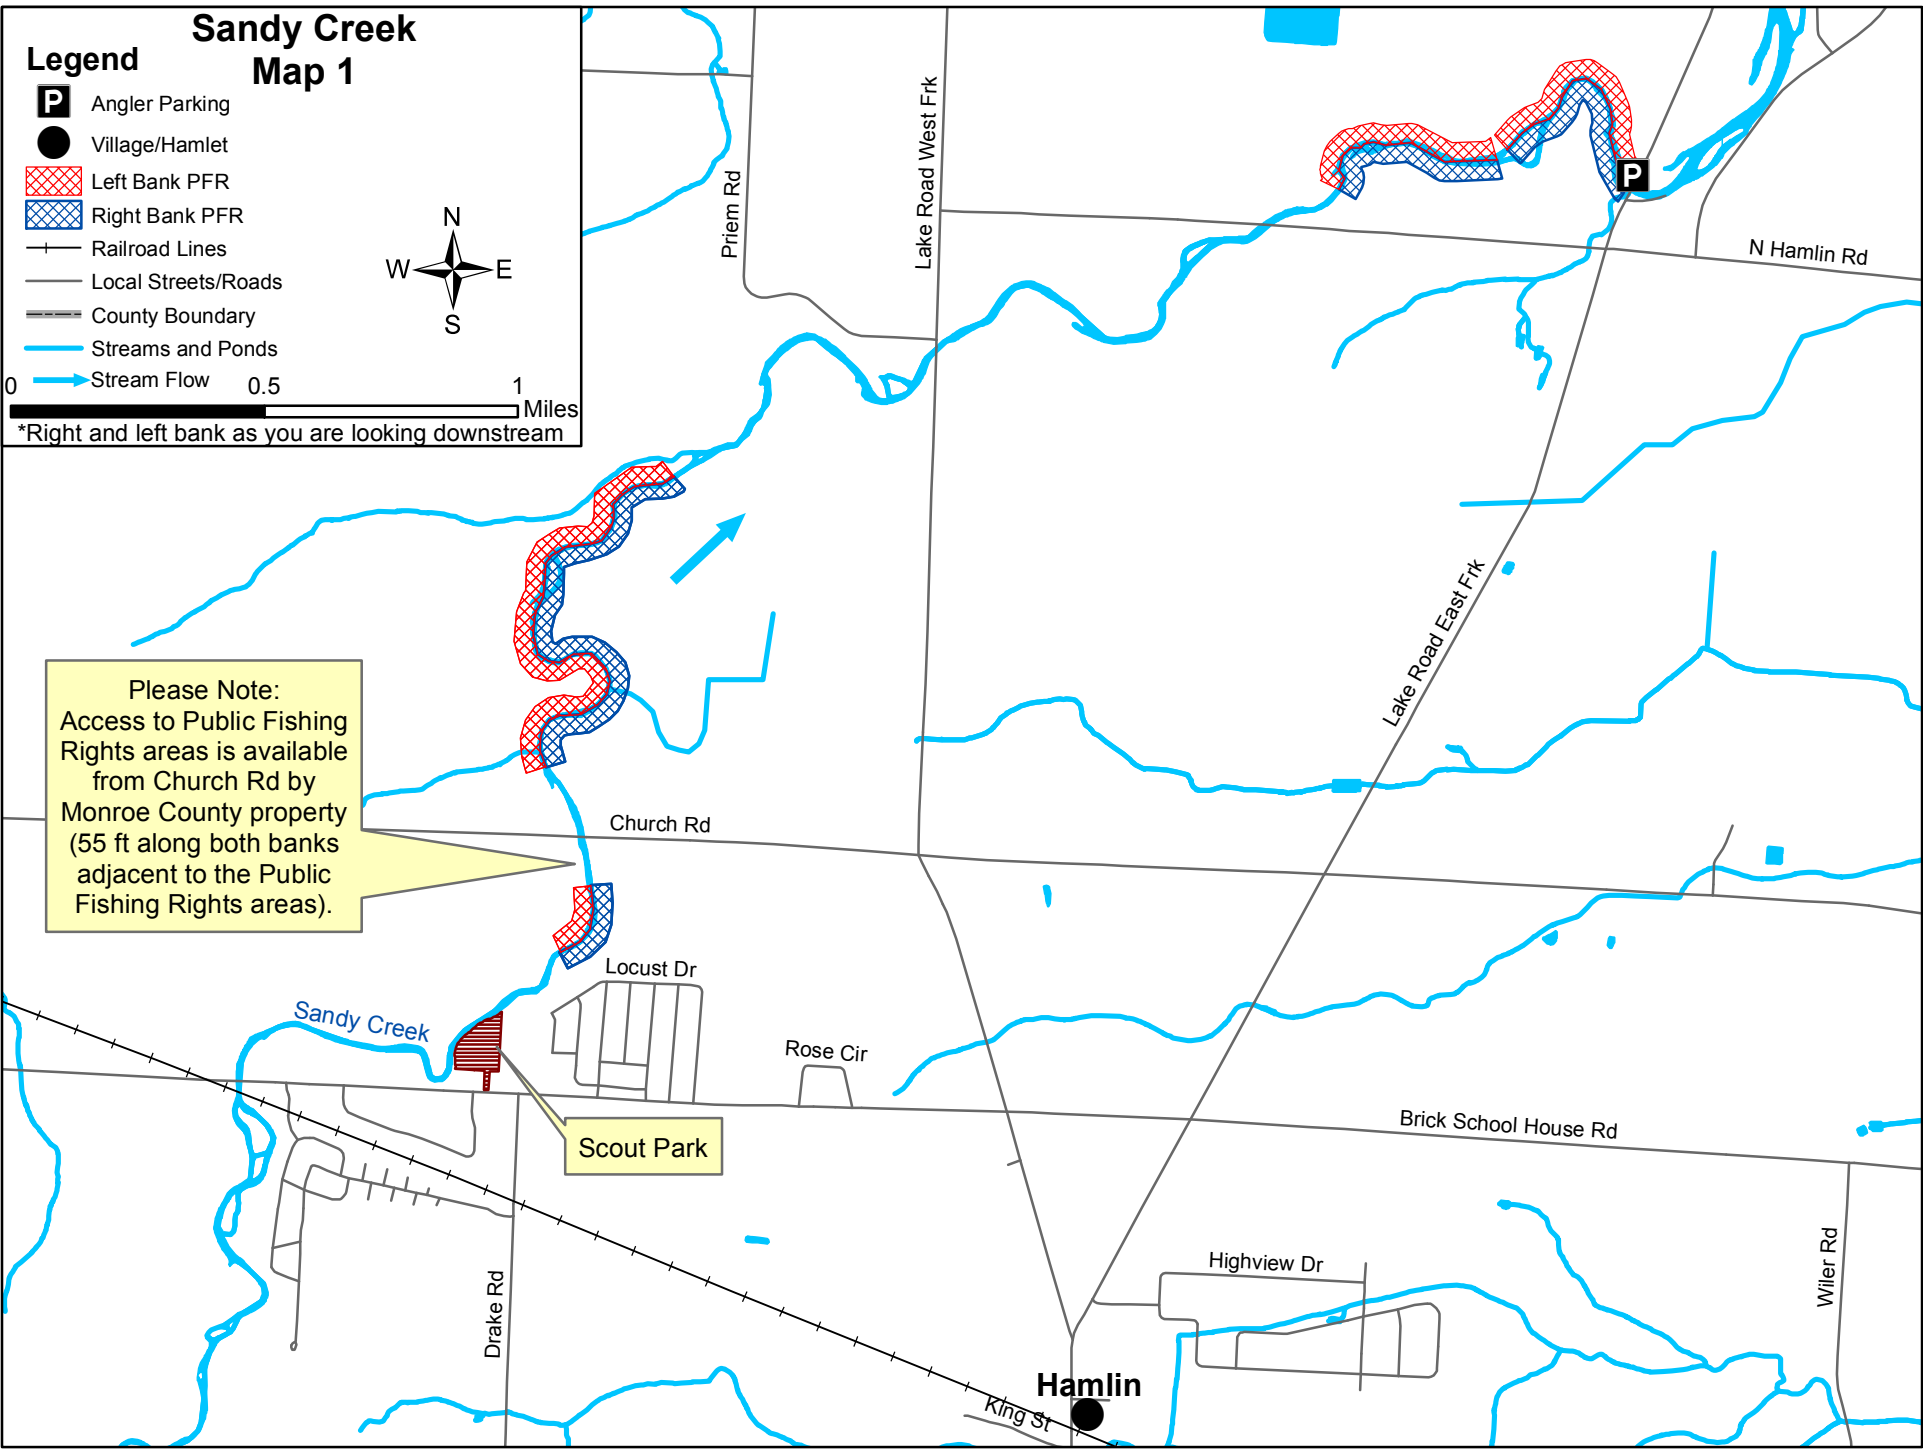 Sandy Creek
Map 1
Legend
P Angler Parking
Village/Hamlet
Left Bank PFR
Right Bank PFR
Railroad Lines
Local Streets/Roads
County Boundary
Streams and Ponds
Stream Flow
N
W E
S
0 0.5 1
Miles
*Right and left bank as you are looking downstream
Priem Rd
Lake Road West Frk
P
N Hamlin Rd
Lake Road East Frk
Please Note:
Access to Public Fishing
Rights areas is available
from Church Rd by
Monroe County property
(55 ft along both banks
adjacent to the Public
Fishing Rights areas).
Church Rd
Locust Dr
Sandy Creek
Rose Cir
Scout Park
Brick School House Rd
Drake Rd
Highview Dr
Wiler Rd
Hamlin
King St